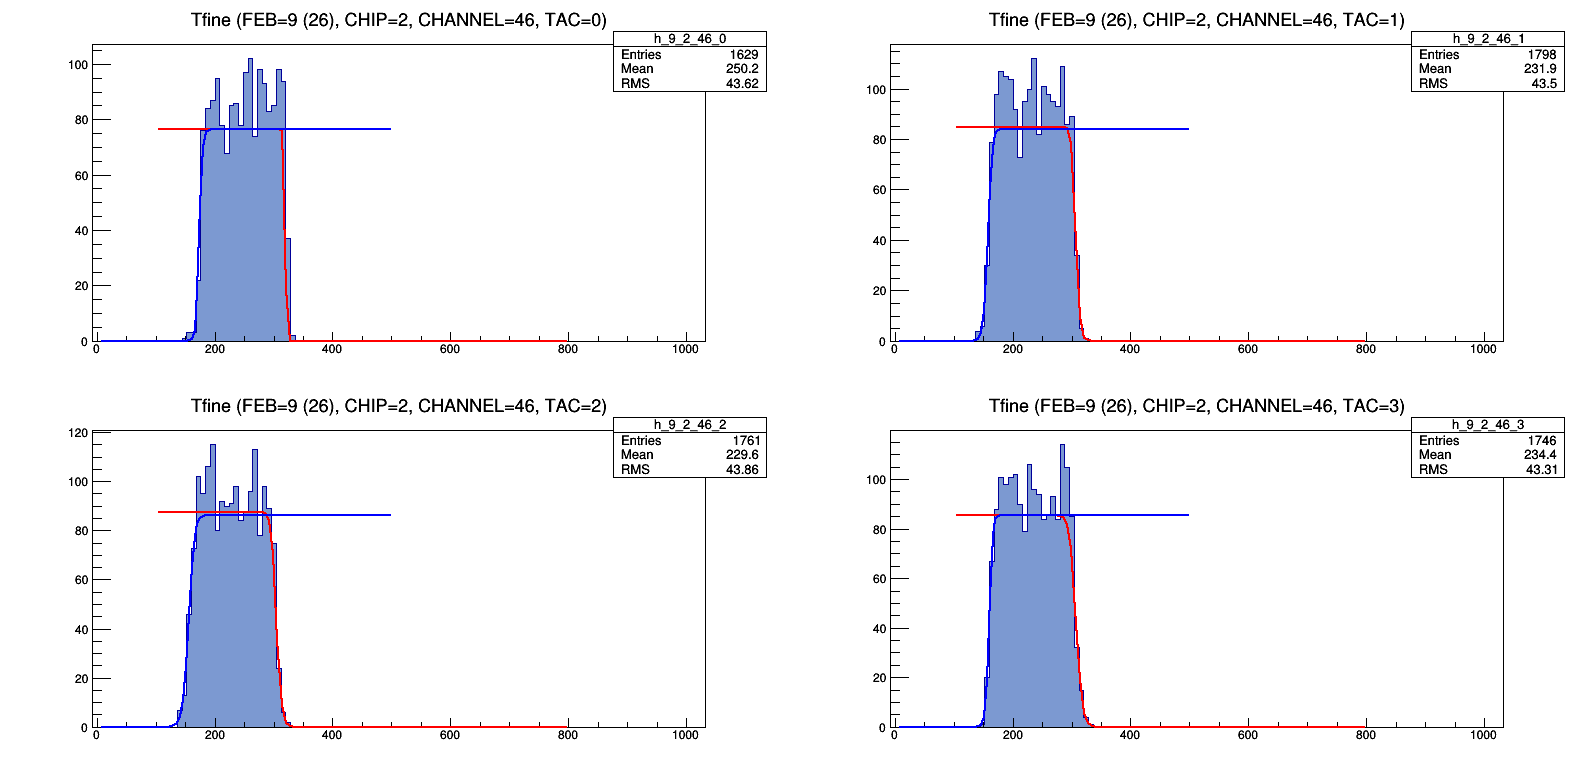 Tfine (FEB=9 (26), CHIP=2, CHANNEL=46, TAC=0)
h_9_2_46_0
Entries 1629
Mean 250.2
RMS 43.62
100
80
60
40
20
0
0 200 400 600 800 1000
Tfine (FEB=9 (26), CHIP=2, CHANNEL=46, TAC=1)
h_9_2_46_1
Entries 1798
Mean 231.9
RMS 43.5
100
80
60
40
20
0
0 200 400 600 800 1000
Tfine (FEB=9 (26), CHIP=2, CHANNEL=46, TAC=2)
h_9_2_46_2
Entries 1761
Mean 229.6
RMS 43.86
120
100
80
60
40
20
0
0 200 400 600 800 1000
Tfine (FEB=9 (26), CHIP=2, CHANNEL=46, TAC=3)
h_9_2_46_3
Entries 1746
Mean 234.4
RMS 43.31
100
80
60
40
20
0
0 200 400 600 800 1000